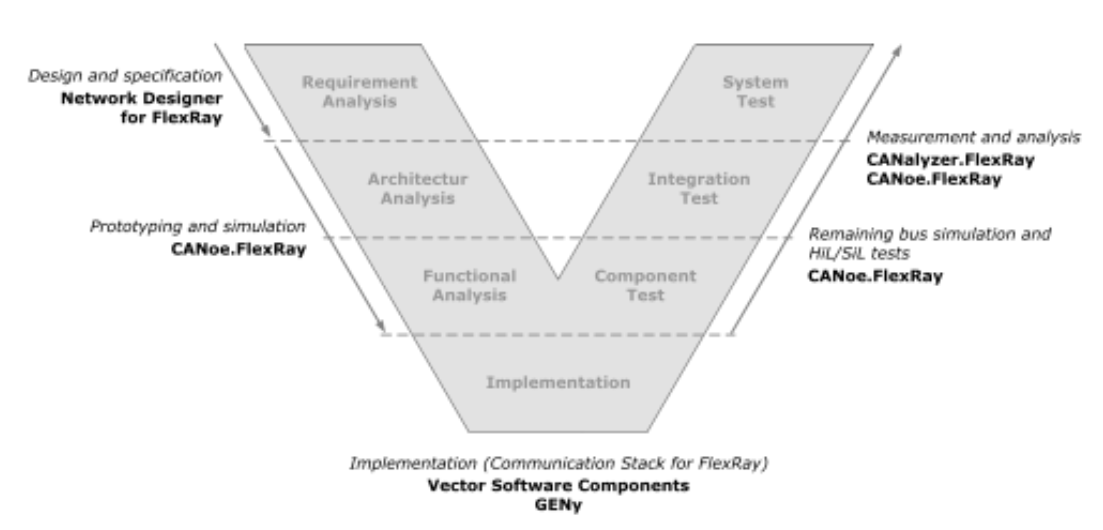 Design and specification
Network Designer
for FlexRay
Requirement
Analysis
System
Test
Measurement and analysis
CANalyzer.FlexRay
CANoe.FlexRay
Architectur
Analysis
Integration
Test
Prototyping and simulation
CANoe.FlexRay
Remaining bus simulation and
HiL/SiL tests
CANoe.FlexRay
Functional
Analysis
Component
Test
Implementation
Implementation (Communication Stack for FlexRay)
Vector Software Components
GENy